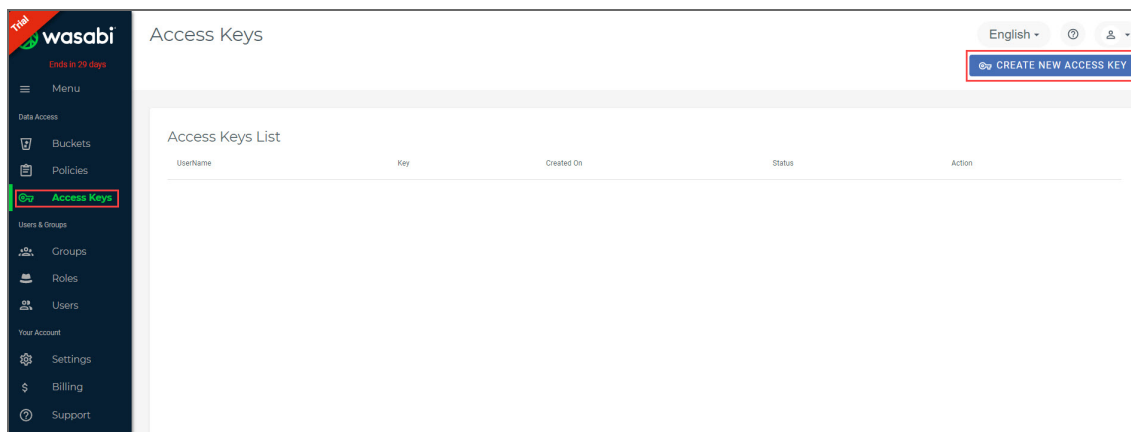 Trial
wasabi
Ends in 29 days
Menu
Data Access
Buckets
Policies
Access Keys
Users & Groups
Groups
Roles
Users
Your Account
Settings
Billing
Support
Access Keys
English
CREATE NEW ACCESS KEY
Access Keys List
UserName Key Created On Status Action